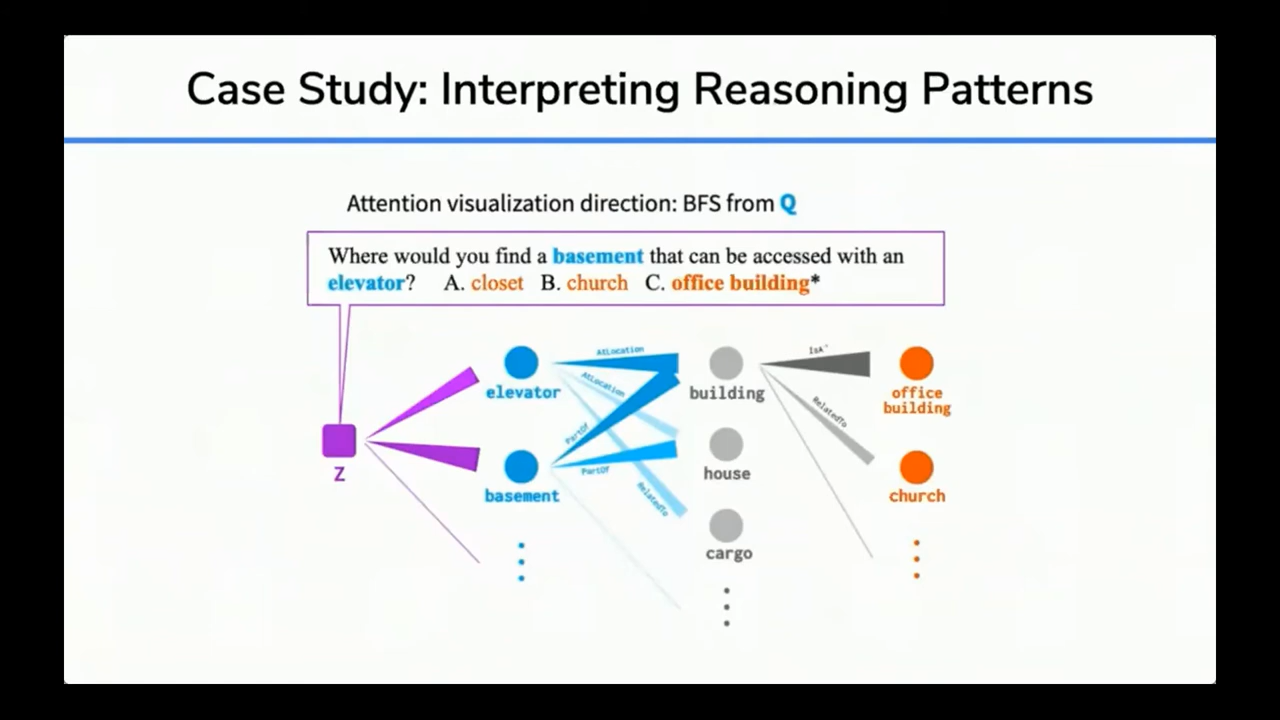 Case Study: Interpreting Reasoning Patterns
Attention visualization direction: BFS from Q
Where would you find a basement that can be accessed with an
elevator? A. closet B. church C. office building*
AtLocation
IsA
AtLocation
elevator
building
office
building
RelatedTo
PartOf
Z
house
PartOf
basement
church
RelatedTo
cargo